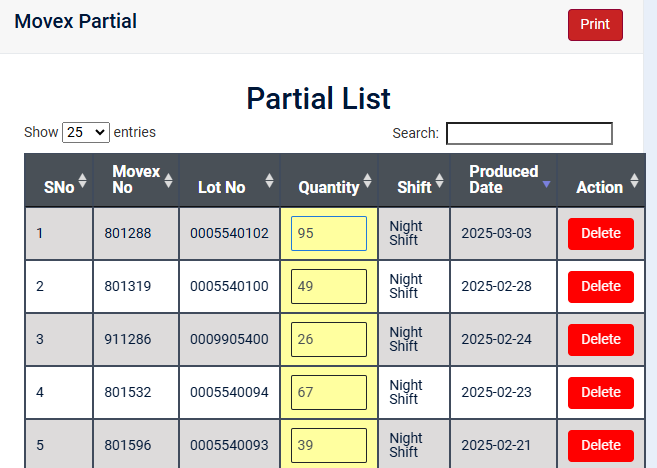 Movex Partial
Print
Partial List
Show 25 entries
Search:
SNo Movex No Lot No Quantity Shift Produced Date Action
1 801288 0005540102 95 Night Shift 2025-03-03 Delete
2 801319 0005540100 49 Night Shift 2025-02-28 Delete
3 911286 0009905400 26 Night Shift 2025-02-24 Delete
4 801532 0005540094 67 Night Shift 2025-02-23 Delete
5 801596 0005540093 39 Night Shift 2025-02-21 Delete